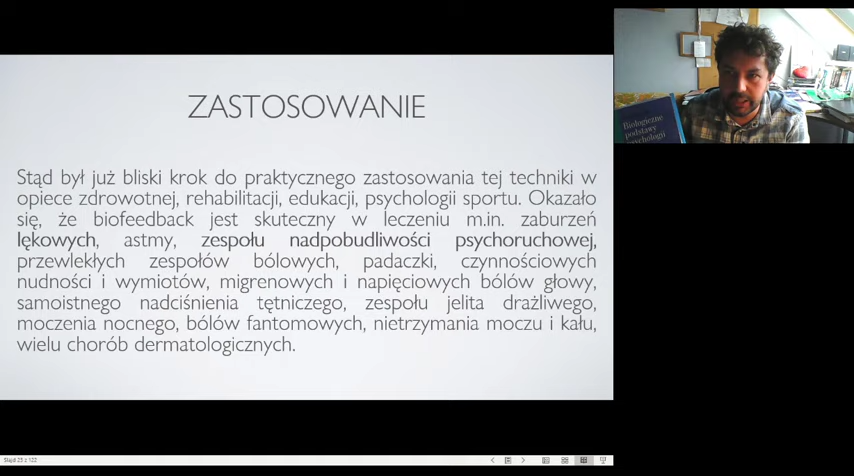 ZASTOSOWANIE
Stąd był już bliski krok do praktycznego zastosowania tej techniki w
opiece zdrowotnej, rehabilitacji, edukacji, psychologii sportu. Okazało
się, że biofeedback jest skuteczny w leczeniu m.in. zaburzeń
lękowych, astmy, zespołu nadpobudliwości psychoruchowej,
przewlekłych zespołów bólowych, padaczki, czynnościowych
nudności i wymiotów, migrenowych i napięciowych bólów głowy,
samoistnego nadciśnienia tętniczego, zespołu jelita drażliwego,
moczenia nocnego, bólów fantomowych, nietrzymania moczu i kału,
wielu chorób dermatologicznych.
Biologiczne
podstawy
psychologii
Slajd 25 z 122